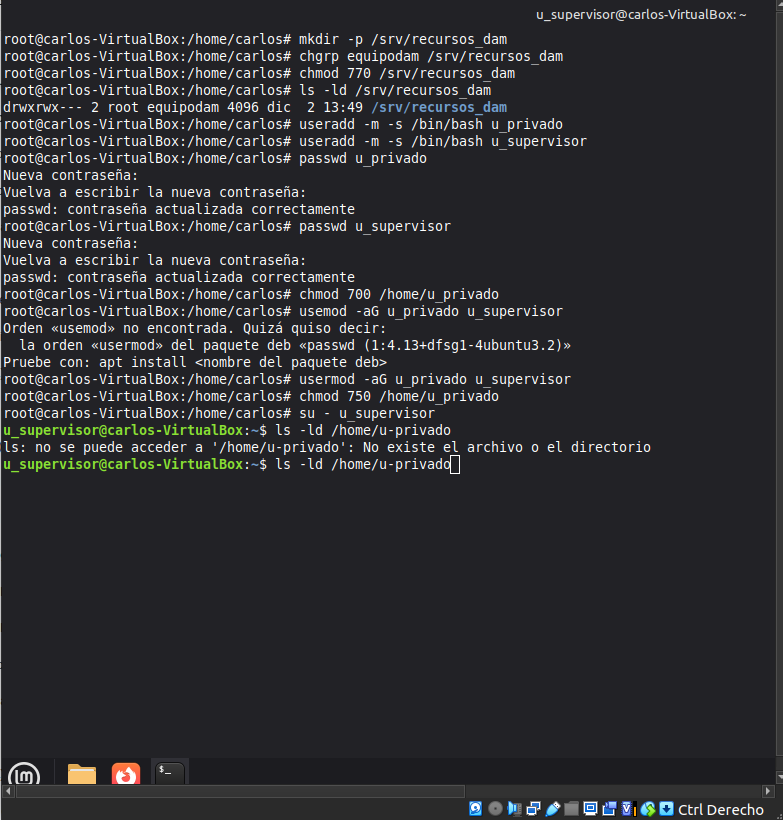 u_supervisor@carlos-VirtualBox: ~
root@carlos-VirtualBox:/home/carlos# mkdir -p /srv/recursos_dam
root@carlos-VirtualBox:/home/carlos# chgrp equipodam /srv/recursos_dam
root@carlos-VirtualBox:/home/carlos# chmod 770 /srv/recursos_dam
root@carlos-VirtualBox:/home/carlos# ls -ld /srv/recursos_dam
drwxrwx--- 2 root equipodam 4096 dic  2 13:49 /srv/recursos_dam
root@carlos-VirtualBox:/home/carlos# useradd -m -s /bin/bash u_privado
root@carlos-VirtualBox:/home/carlos# useradd -m -s /bin/bash u_supervisor
root@carlos-VirtualBox:/home/carlos# passwd u_privado
Nueva contraseña:
Vuelva a escribir la nueva contraseña:
passwd: contraseña actualizada correctamente
root@carlos-VirtualBox:/home/carlos# passwd u_supervisor
Nueva contraseña:
Vuelva a escribir la nueva contraseña:
passwd: contraseña actualizada correctamente
root@carlos-VirtualBox:/home/carlos# chmod 700 /home/u_privado
root@carlos-VirtualBox:/home/carlos# usemod -aG u_privado u_supervisor
Orden «usemod» no encontrada. Quizá quiso decir:
  la orden «usermod» del paquete deb «passwd (1:4.13+dfsg1-4ubuntu3.2)»
Pruebe con: apt install <nombre del paquete deb>
root@carlos-VirtualBox:/home/carlos# usermod -aG u_privado u_supervisor
root@carlos-VirtualBox:/home/carlos# chmod 750 /home/u_privado
root@carlos-VirtualBox:/home/carlos# su - u_supervisor
u_supervisor@carlos-VirtualBox:~$ ls -ld /home/u-privado
ls: no se puede acceder a '/home/u-privado': No existe el archivo o el directorio
u_supervisor@carlos-VirtualBox:~$ ls -ld /home/u-privado
$_
Ctrl Derecho